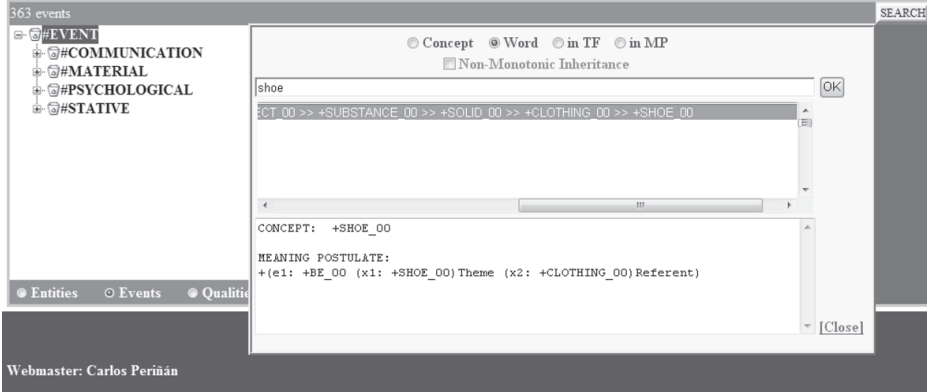 363 events
SEARCH
#EVENT
#COMMUNICATION
#MATERIAL
#PSYCHOLOGICAL
#STATIVE
Concept Word in TF in MP
Non-Monotonic Inheritance
shoe
OK
ECT_00 >> +SUBSTANCE_00 >> +SOLID_00 >> +CLOTHING_00 >> +SHOE_00
CONCEPT: +SHOE_00
MEANING POSTULATE:
+(e1: +BE_00 (x1: +SHOE_00)Theme (x2: +CLOTHING_00)Referent)
Entities Events Qualitie
[Close]
Webmaster: Carlos Periñán